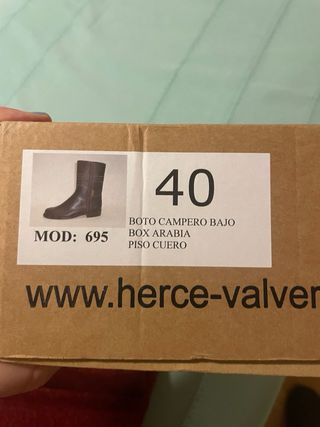 40
BOTO CAMPERO BAJO
BOX ARABIA
PISO CUERO
MOD: 695
www.herce-valver